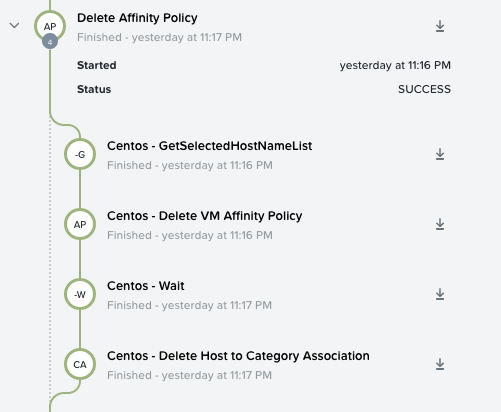 AP
4
Delete Affinity Policy
Finished - yesterday at 11:17 PM
Started yesterday at 11:16 PM
Status SUCCESS
-G
Centos - GetSelectedHostNameList
Finished - yesterday at 11:16 PM
AP
Centos - Delete VM Affinity Policy
Finished - yesterday at 11:16 PM
-W
Centos - Wait
Finished - yesterday at 11:17 PM
CA
Centos - Delete Host to Category Association
Finished - yesterday at 11:17 PM